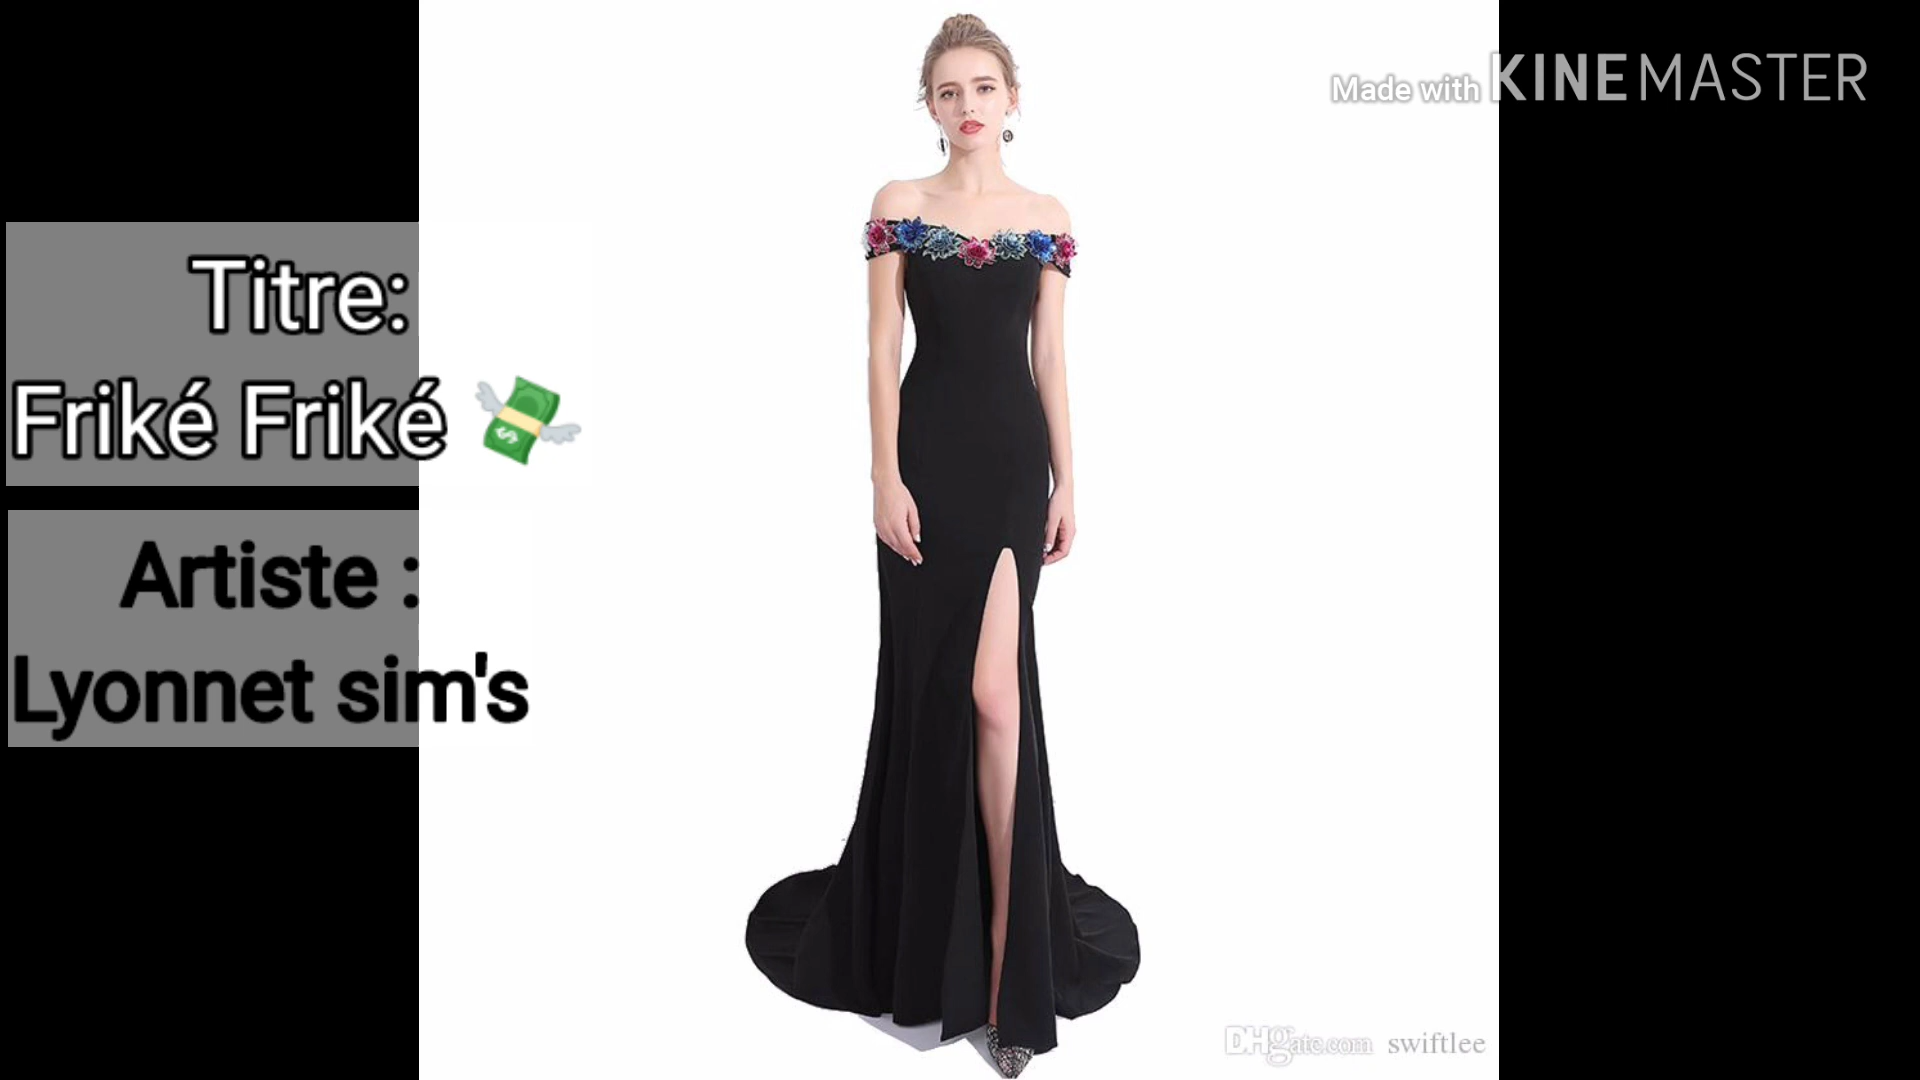 Made with KINEMASTER
Titre:
Friké Friké 💸
Artiste :
Lyonnet sim's
DHgate.com swiftlee